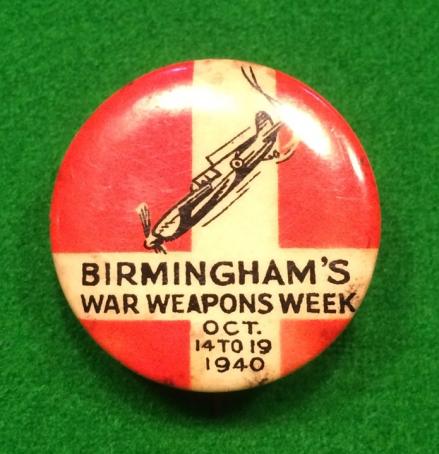 BIRMINGHAM'S
WAR WEAPONS WEEK
OCT.
14 TO 19
1940